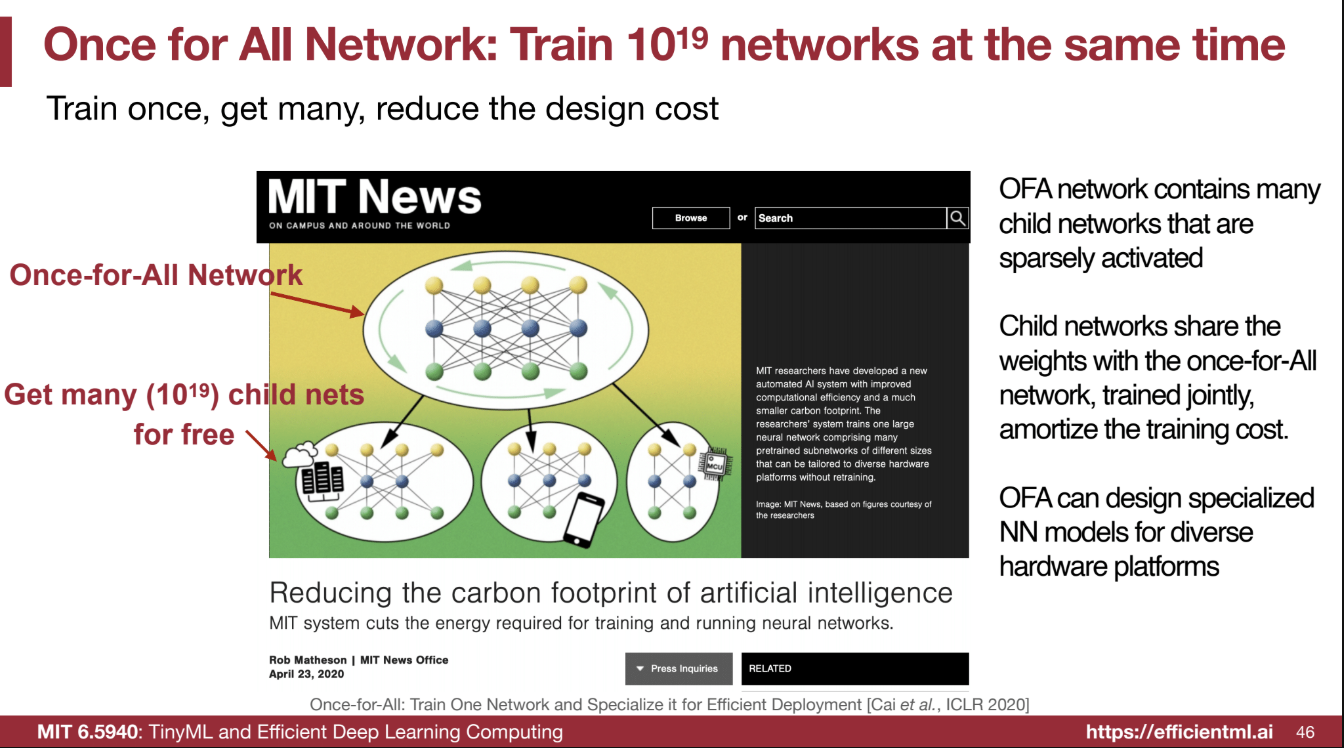 Once for All Network: Train 10¹⁹ networks at the same time
Train once, get many, reduce the design cost
MIT News
ON CAMPUS AND AROUND THE WORLD
Browse or Search
Once-for-All Network
Get many (10¹⁹) child nets
for free
MCU
MIT researchers have developed a new
automated AI system with improved
computational efficiency and a much
smaller carbon footprint. The
researchers' system trains one large
neural network comprising many
pretrained subnetworks of different sizes
that can be tailored to diverse hardware
platforms without retraining.
Image: MIT News, based on figures courtesy of
the researchers
Reducing the carbon footprint of artificial intelligence
MIT system cuts the energy required for training and running neural networks.
Rob Matheson | MIT News Office
April 23, 2020
Press Inquiries
RELATED
OFA network contains many
child networks that are
sparsely activated
Child networks share the
weights with the once-for-All
network, trained jointly,
amortize the training cost.
OFA can design specialized
NN models for diverse
hardware platforms
Once-for-All: Train One Network and Specialize it for Efficient Deployment [Cai et al., ICLR 2020]
MIT 6.5940: TinyML and Efficient Deep Learning Computing
https://efficientml.ai 46